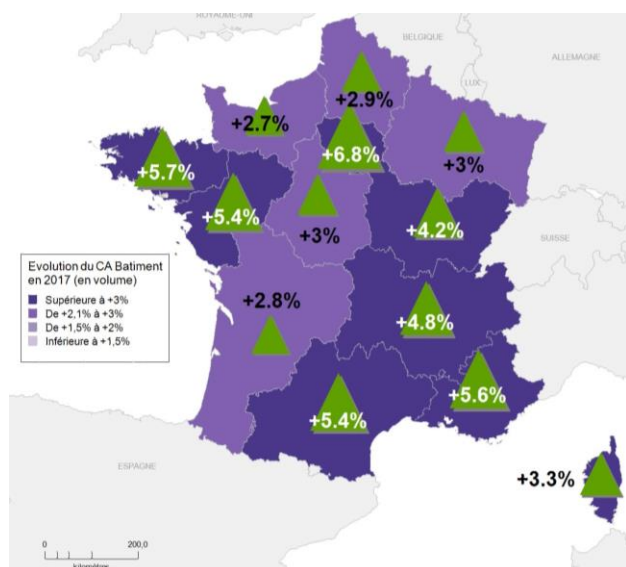 ROYAUME-UNI
BELGIQUE
ALLEMAGNE
LUX
+2.9%
+2.7%
+6.8%
+3%
+5.7%
+5.4%
+3%
+4.2%
SUISSE
Evolution du CA Batiment
en 2017 (en volume)
Supérieure à +3%
De +2,1% à +3%
De +1,5% à +2%
Inférieure à +1,5%
+2.8%
+4.8%
+5.6%
+5.4%
ESPAGNE
+3.3%
0 200,0
kilomètres